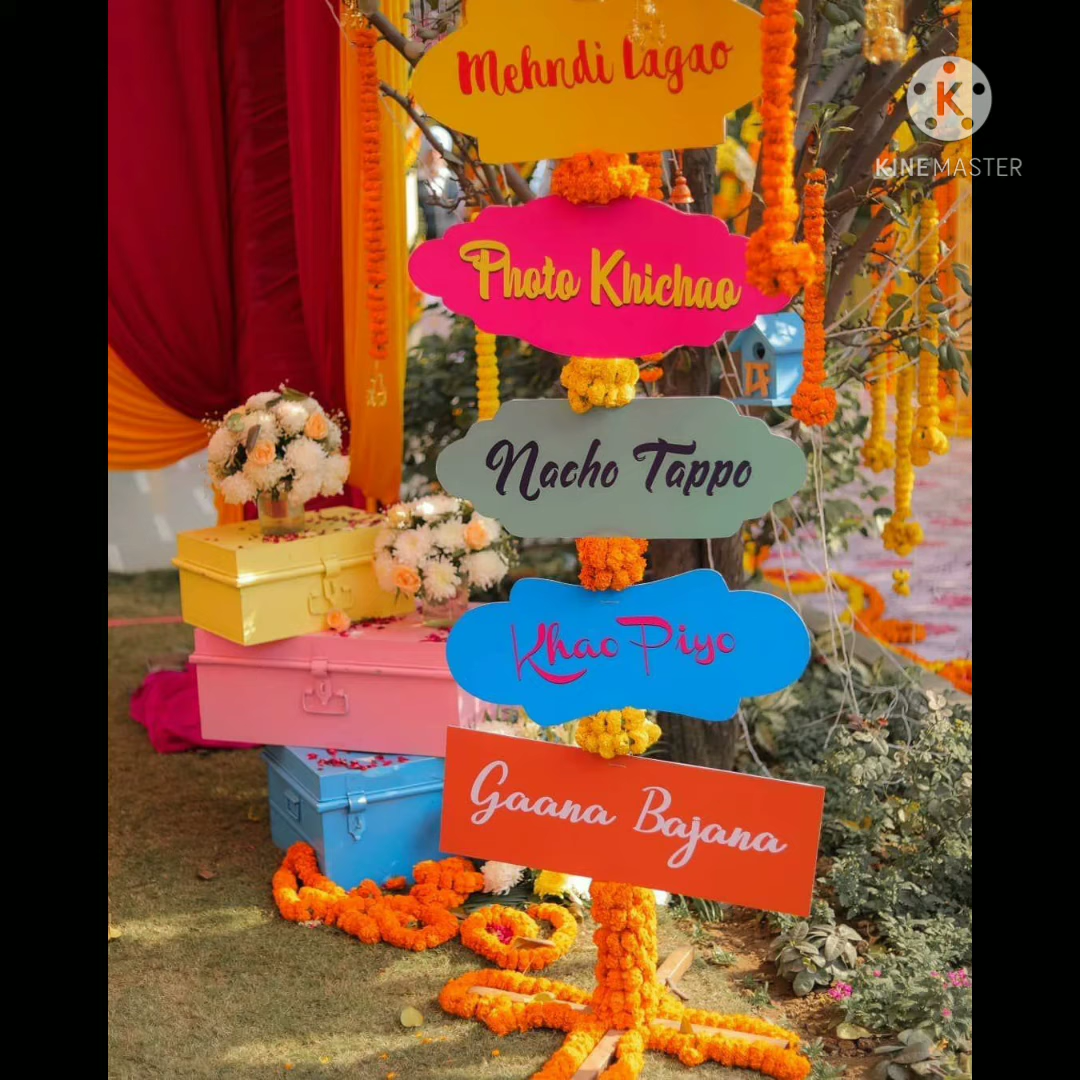 Mehndi Lagao
KINEMASTER
Photo Khichao
Nacho Tappo
Khao Piyo
Gaana Bajana